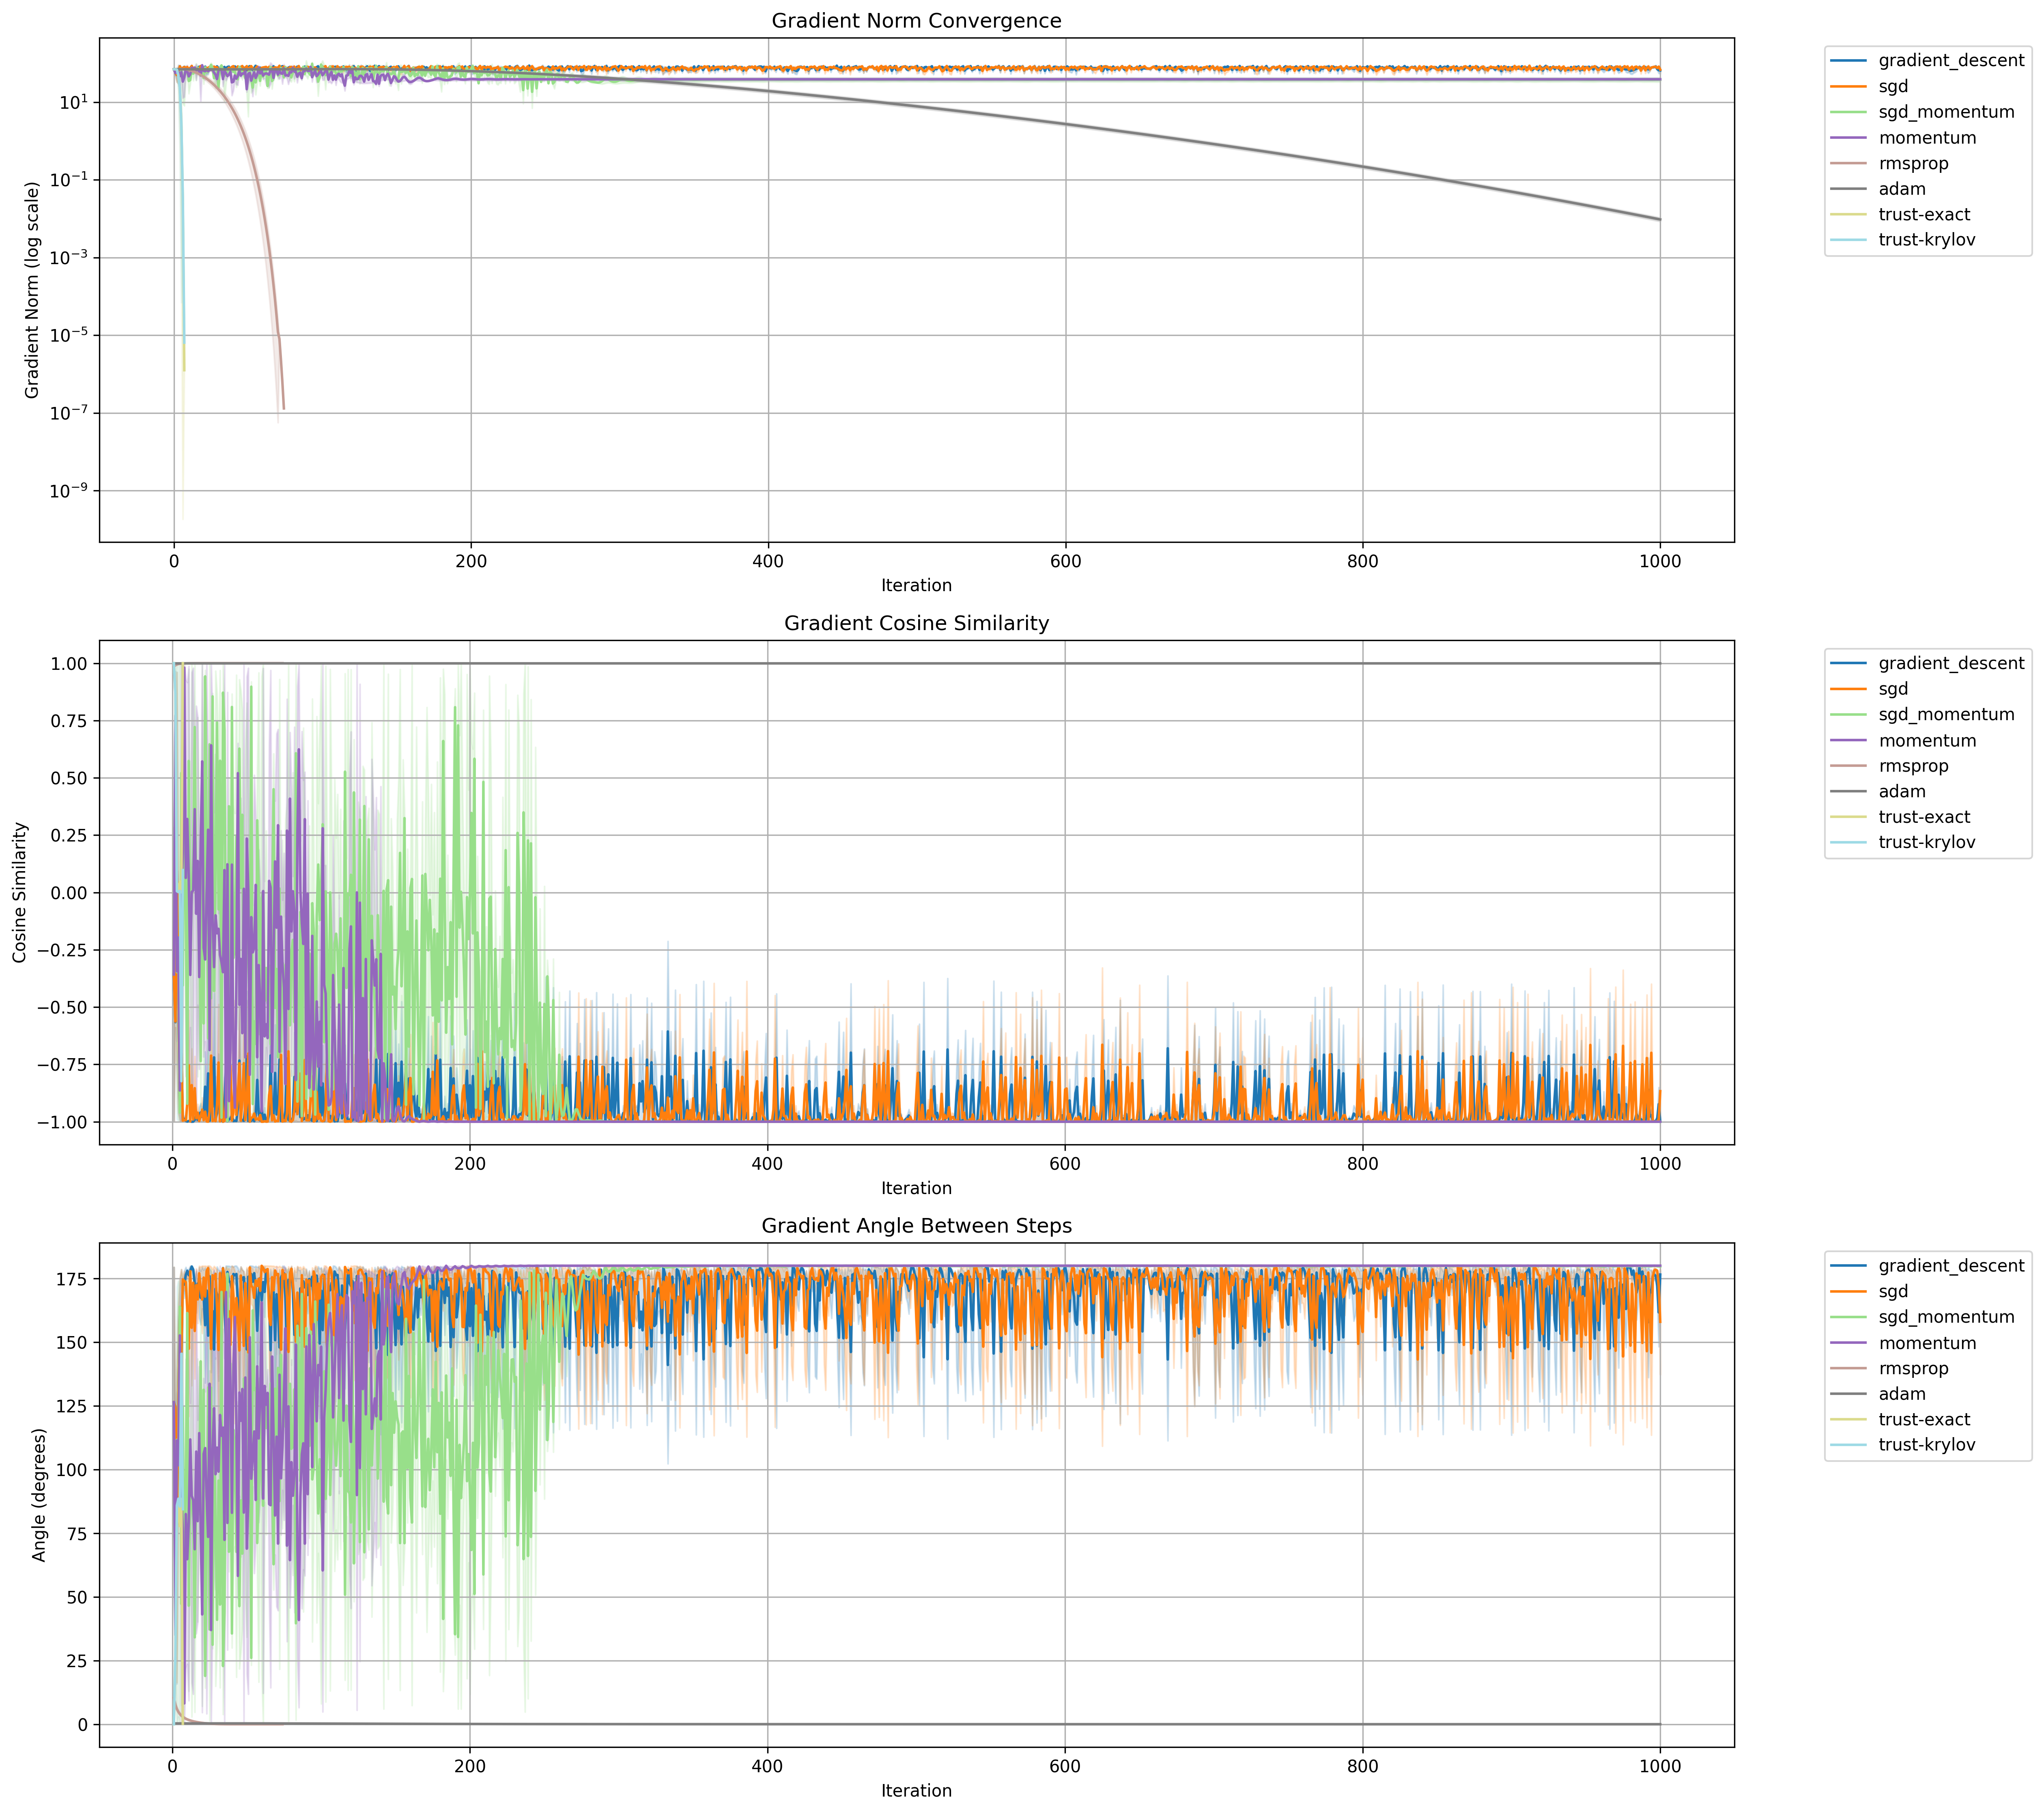 Gradient Norm Convergence
Gradient Norm (log scale)
10^1
10^-1
10^-3
10^-5
10^-7
10^-9
0 200 400 600 800 1000
Iteration
gradient_descent
sgd
sgd_momentum
momentum
rmsprop
adam
trust-exact
trust-krylov
Gradient Cosine Similarity
Cosine Similarity
1.00
0.75
0.50
0.25
0.00
−0.25
−0.50
−0.75
−1.00
0 200 400 600 800 1000
Iteration
gradient_descent
sgd
sgd_momentum
momentum
rmsprop
adam
trust-exact
trust-krylov
Gradient Angle Between Steps
Angle (degrees)
175
150
125
100
75
50
25
0
0 200 400 600 800 1000
Iteration
gradient_descent
sgd
sgd_momentum
momentum
rmsprop
adam
trust-exact
trust-krylov